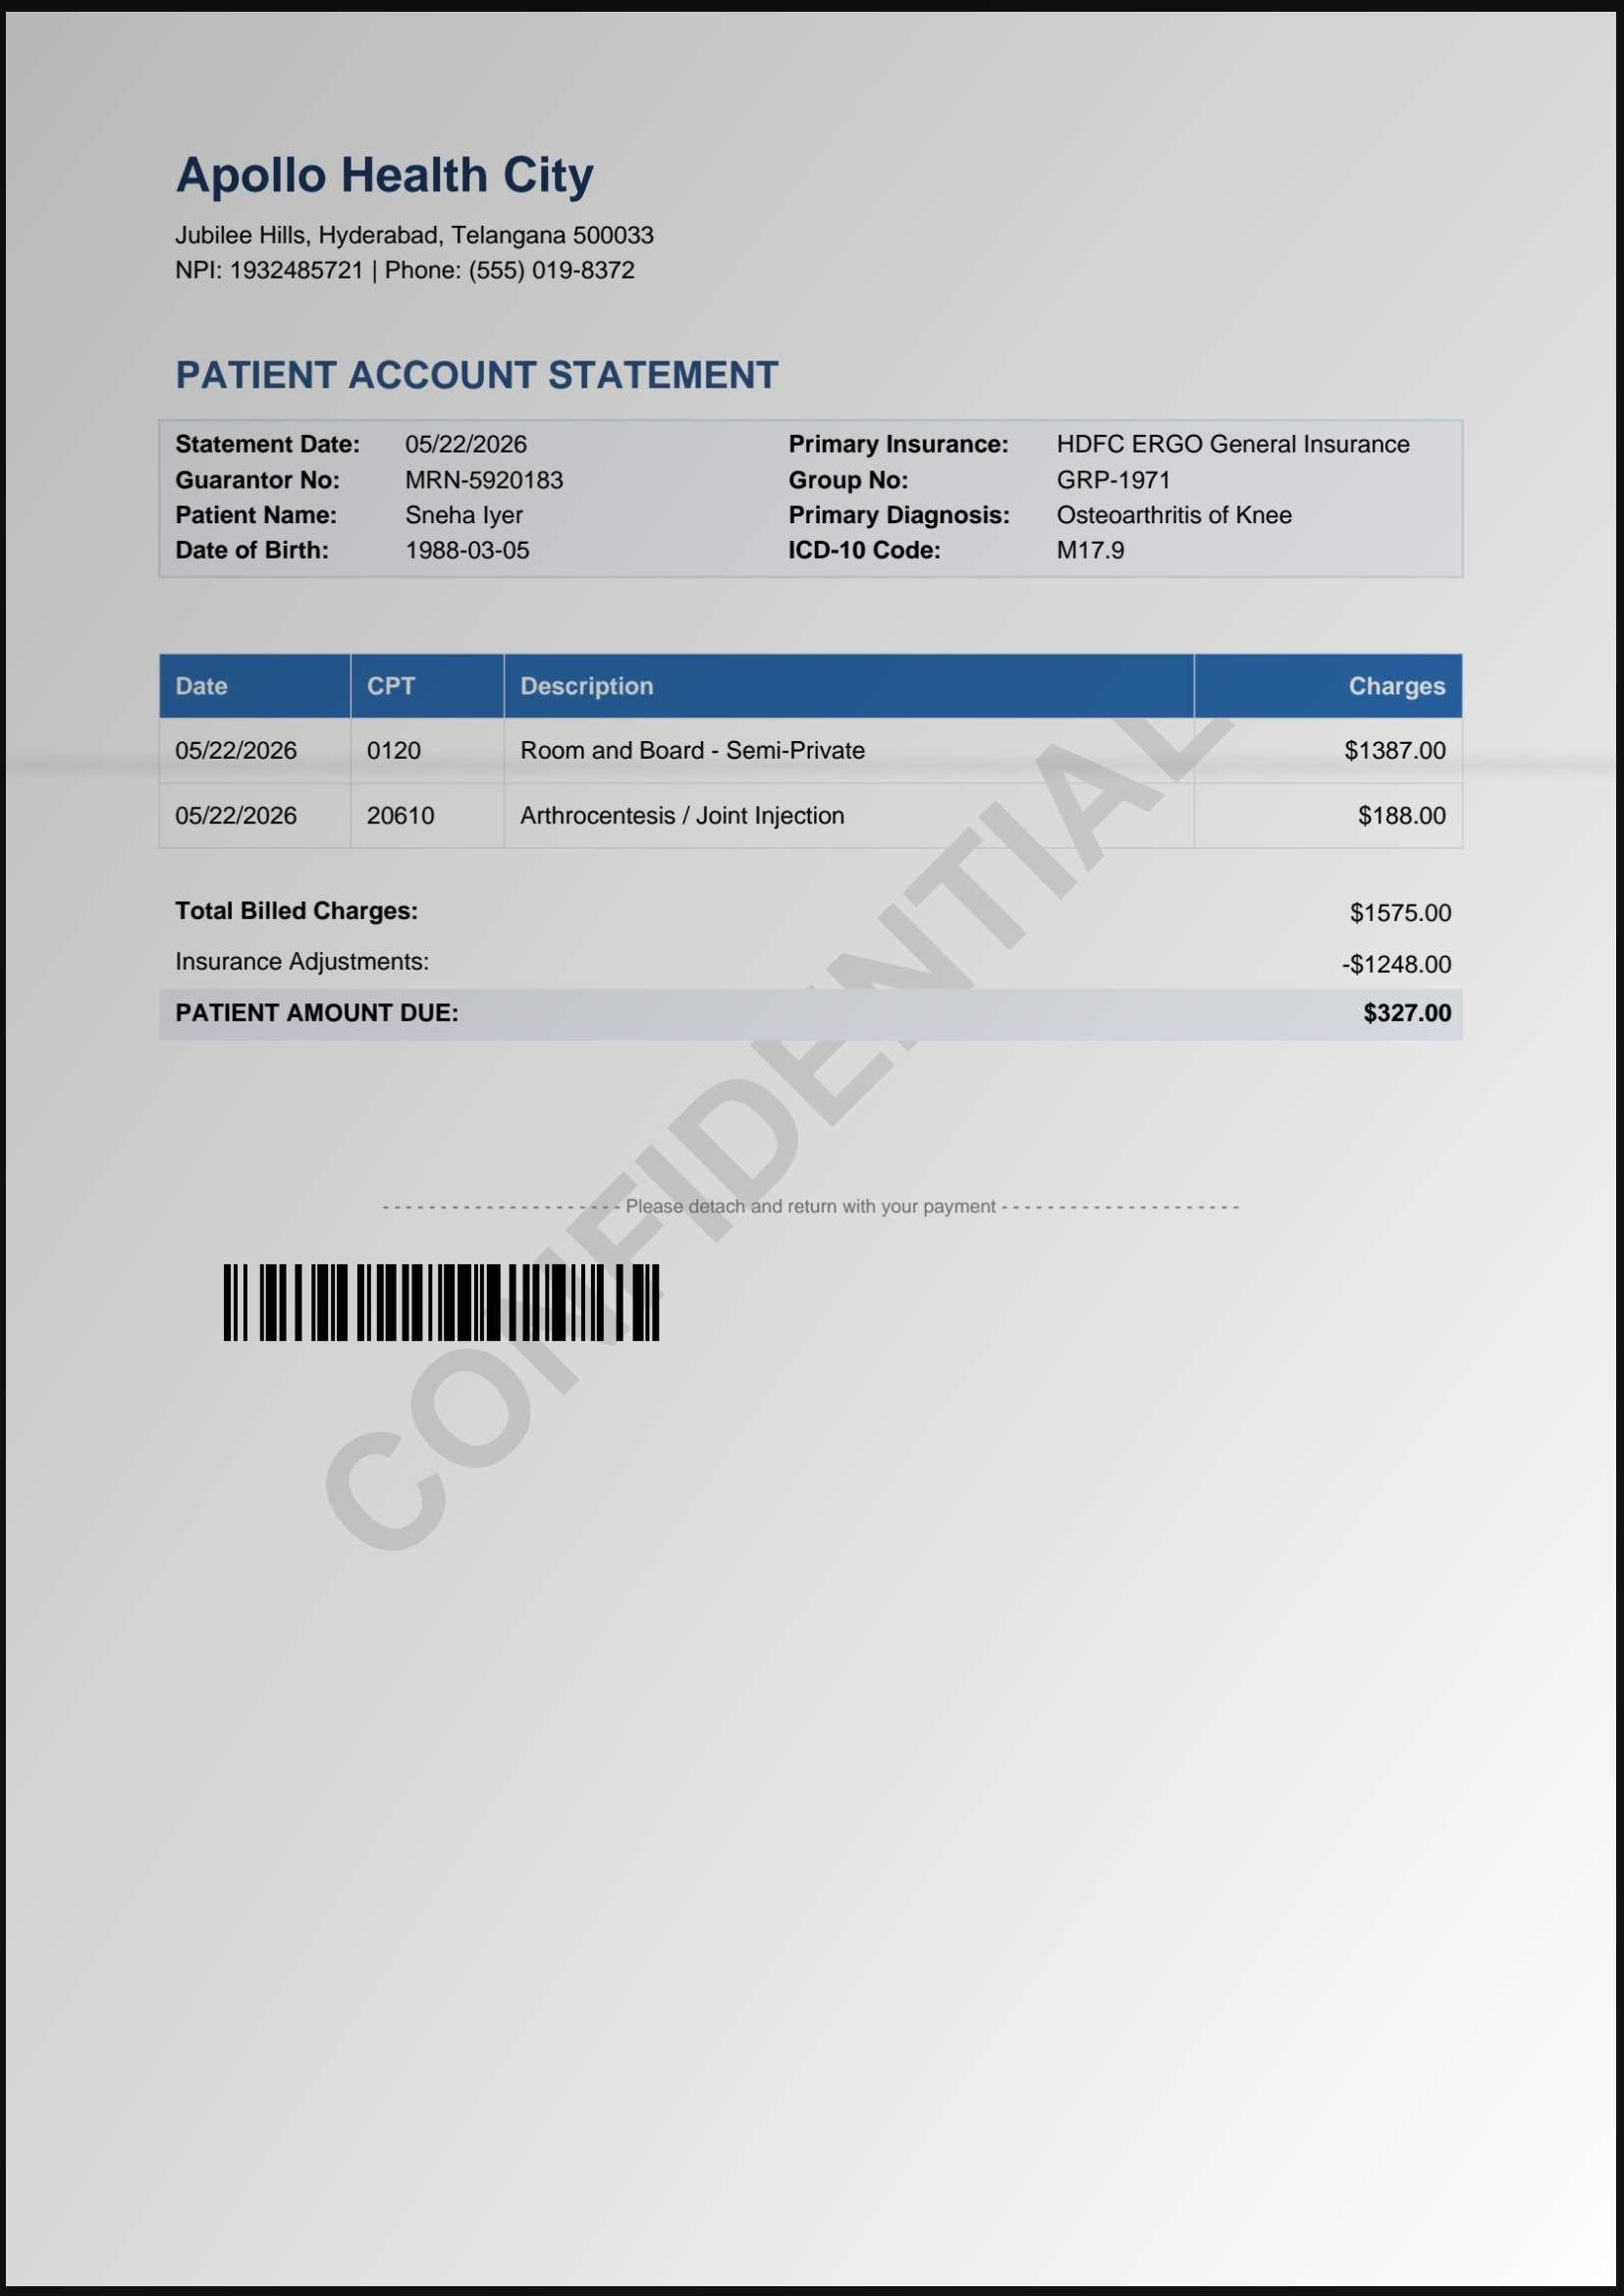 Apollo Health City
Jubilee Hills, Hyderabad, Telangana 500033
NPI: 1932485721 | Phone: (555) 019-8372
PATIENT ACCOUNT STATEMENT
Statement Date: 05/22/2026 Primary Insurance: HDFC ERGO General Insurance
Guarantor No: MRN-5920183 Group No: GRP-1971
Patient Name: Sneha Iyer Primary Diagnosis: Osteoarthritis of Knee
Date of Birth: 1988-03-05 ICD-10 Code: M17.9
Date CPT Description Charges
05/22/2026 0120 Room and Board - Semi-Private $1387.00
05/22/2026 20610 Arthrocentesis / Joint Injection $188.00
Total Billed Charges: $1575.00
Insurance Adjustments: -$1248.00
PATIENT AMOUNT DUE: $327.00
- - - - - - - - - - - - - - - - - - - - Please detach and return with your payment - - - - - - - - - - - - - - - - - - - -
CONFIDENTIAL